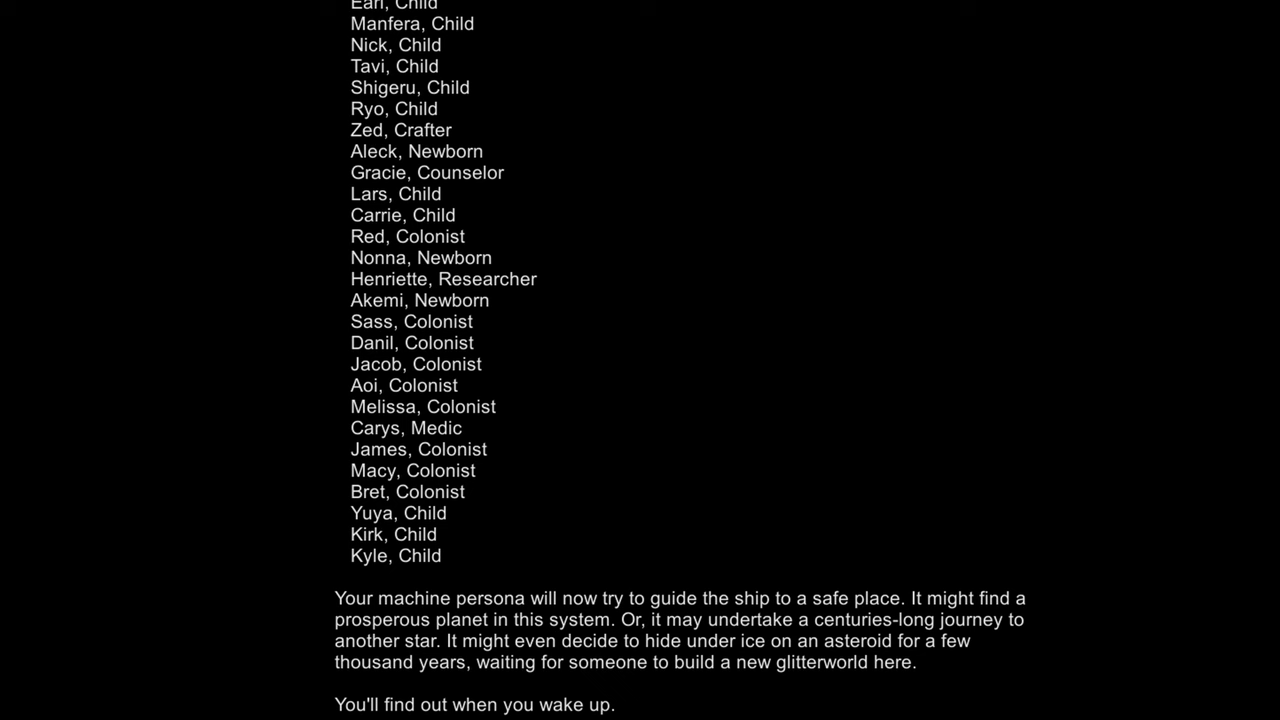 Earl, Child
Manfera, Child
Nick, Child
Tavi, Child
Shigeru, Child
Ryo, Child
Zed, Crafter
Aleck, Newborn
Gracie, Counselor
Lars, Child
Carrie, Child
Red, Colonist
Nonna, Newborn
Henriette, Researcher
Akemi, Newborn
Sass, Colonist
Danil, Colonist
Jacob, Colonist
Aoi, Colonist
Melissa, Colonist
Carys, Medic
James, Colonist
Macy, Colonist
Bret, Colonist
Yuya, Child
Kirk, Child
Kyle, Child
Your machine persona will now try to guide the ship to a safe place. It might find a
prosperous planet in this system. Or, it may undertake a centuries-long journey to
another star. It might even decide to hide under ice on an asteroid for a few
thousand years, waiting for someone to build a new glitterworld here.
You'll find out when you wake up.